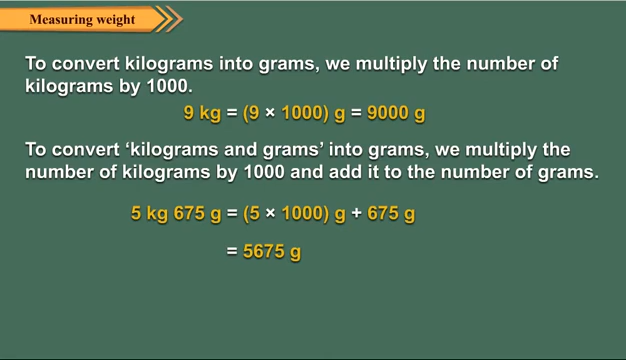 Measuring weight
To convert kilograms into grams, we multiply the number of
kilograms by 1000.
9 kg = (9 × 1000) g = 9000 g
To convert ‘kilograms and grams’ into grams, we multiply the
number of kilograms by 1000 and add it to the number of grams.
5 kg 675 g = (5 × 1000) g + 675 g
= 5675 g